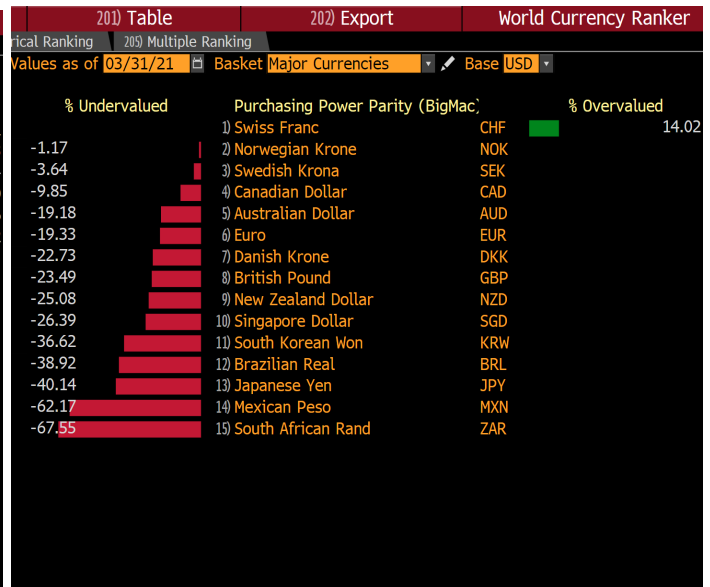 201) Table 202) Export World Currency Ranker
rical Ranking 205) Multiple Ranking
Values as of 03/31/21 Basket Major Currencies Base USD
% Undervalued Purchasing Power Parity (BigMac) % Overvalued
1) Swiss Franc CHF 14.02
-1.17 2) Norwegian Krone NOK
-3.64 3) Swedish Krona SEK
-9.85 4) Canadian Dollar CAD
-19.18 5) Australian Dollar AUD
-19.33 6) Euro EUR
-22.73 7) Danish Krone DKK
-23.49 8) British Pound GBP
-25.08 9) New Zealand Dollar NZD
-26.39 10) Singapore Dollar SGD
-36.62 11) South Korean Won KRW
-38.92 12) Brazilian Real BRL
-40.14 13) Japanese Yen JPY
-62.17 14) Mexican Peso MXN
-67.55 15) South African Rand ZAR